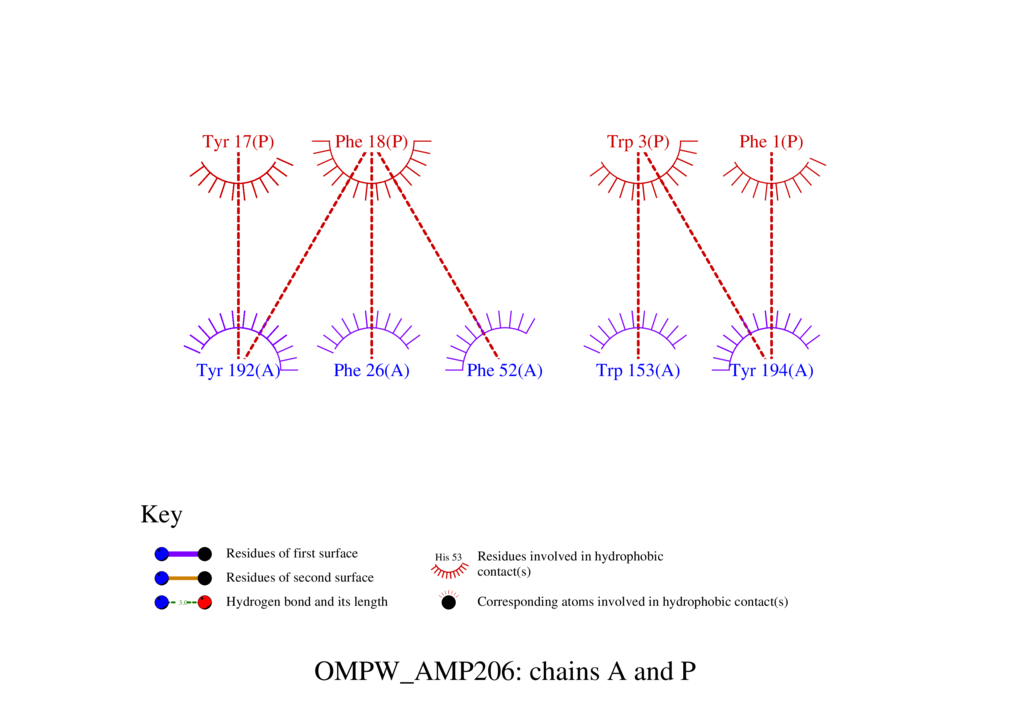 Tyr 17(P) Phe 18(P) Trp 3(P) Phe 1(P)
Tyr 192(A) Phe 26(A) Phe 52(A) Trp 153(A) Tyr 194(A)
Key
Residues of first surface
Residues of second surface
3.0 Hydrogen bond and its length
His 53 Residues involved in hydrophobic
contact(s)
Corresponding atoms involved in hydrophobic contact(s)
OMPW_AMP206: chains A and P